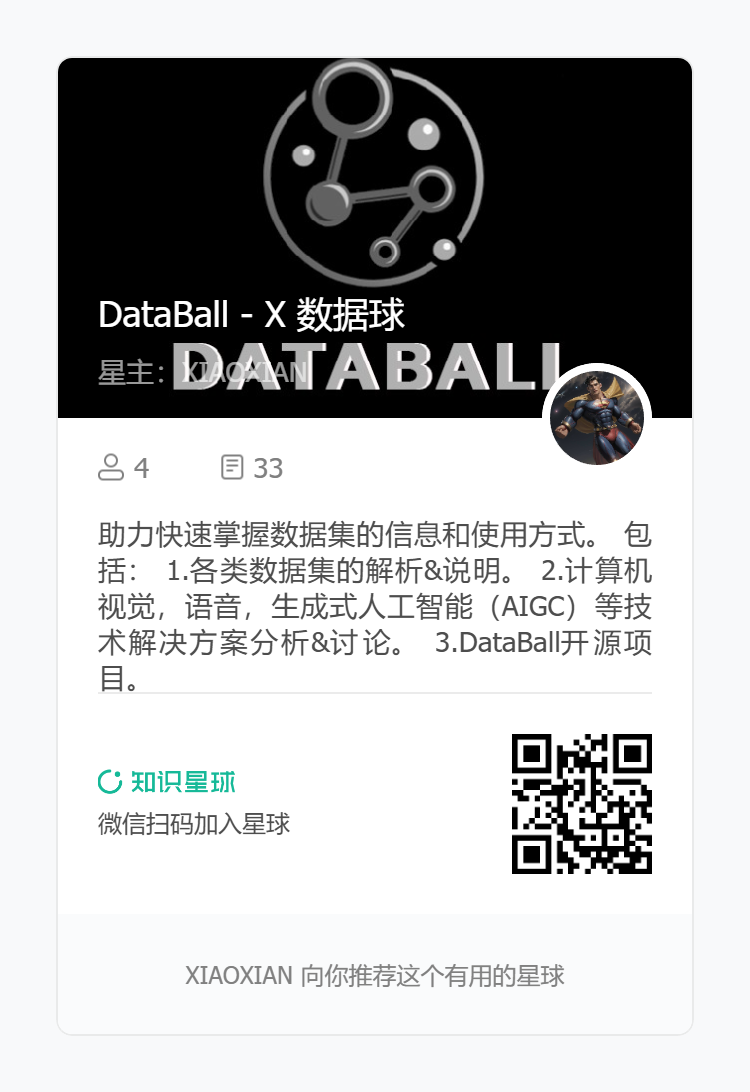 DataBall - X 数据球
DATABALL
星主：XIAOXIAN
4
33
助力快速掌握数据集的信息和使用方式。 包
括： 1.各类数据集的解析&说明。 2.计算机
视觉，语音，生成式人工智能（AIGC）等技
术解决方案分析&讨论。 3.DataBall开源项
目。
知识星球
微信扫码加入星球
XIAOXIAN 向你推荐这个有用的星球